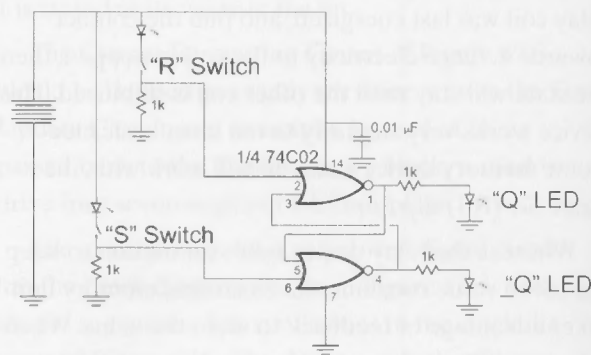 "R" Switch
1k
0.01 µF
1/4 74C02
14
2
3
1
1k
"Q" LED
"S" Switch
1k
5
6
4
7
1k
_"Q" LED